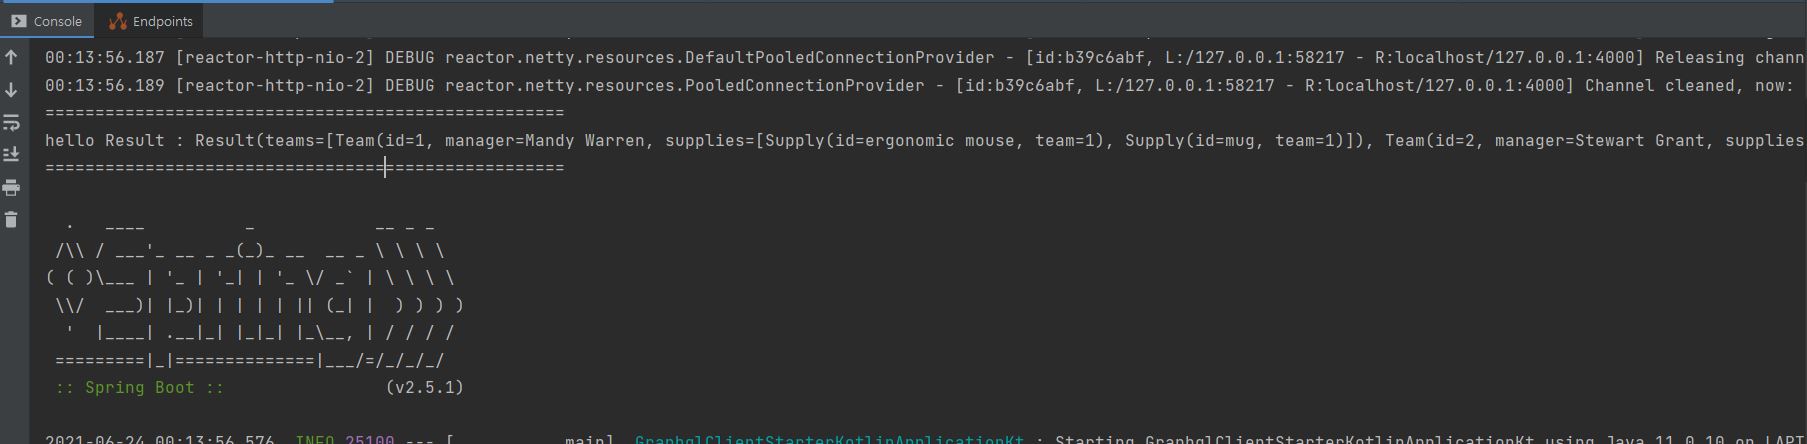 Console Endpoints
00:13:56.187 [reactor-http-nio-2] DEBUG reactor.netty.resources.DefaultPooledConnectionProvider - [id:b39c6abf, L:/127.0.0.1:58217 - R:localhost/127.0.0.1:4000] Releasing chann
00:13:56.189 [reactor-http-nio-2] DEBUG reactor.netty.resources.PooledConnectionProvider - [id:b39c6abf, L:/127.0.0.1:58217 - R:localhost/127.0.0.1:4000] Channel cleaned, now:
====================================================
hello Result : Result(teams=[Team(id=1, manager=Mandy Warren, supplies=[Supply(id=ergonomic mouse, team=1), Supply(id=mug, team=1)]), Team(id=2, manager=Stewart Grant, supplies
====================================================
  .   ____          _            __ _ _
 /\\ / ___'_ __ _ _(_)_ __  __ _ \ \ \ \
( ( )\___ | '_ | '_| | '_ \/ _` | \ \ \ \
 \\/  ___)| |_)| | | | | || (_| |  ) ) ) )
  '  |____| .__|_| |_|_| |_\__, | / / / /
 =========|_|==============|___/=/_/_/_/
 :: Spring Boot ::                (v2.5.1)
2021-06-24 00:13:56.576  INFO 25100 --- [           main] GraphqlClientStarterKotlinApplicationKt : Starting GraphqlClientStarterKotlinApplicationKt using Java 11.0.10 on LAPT